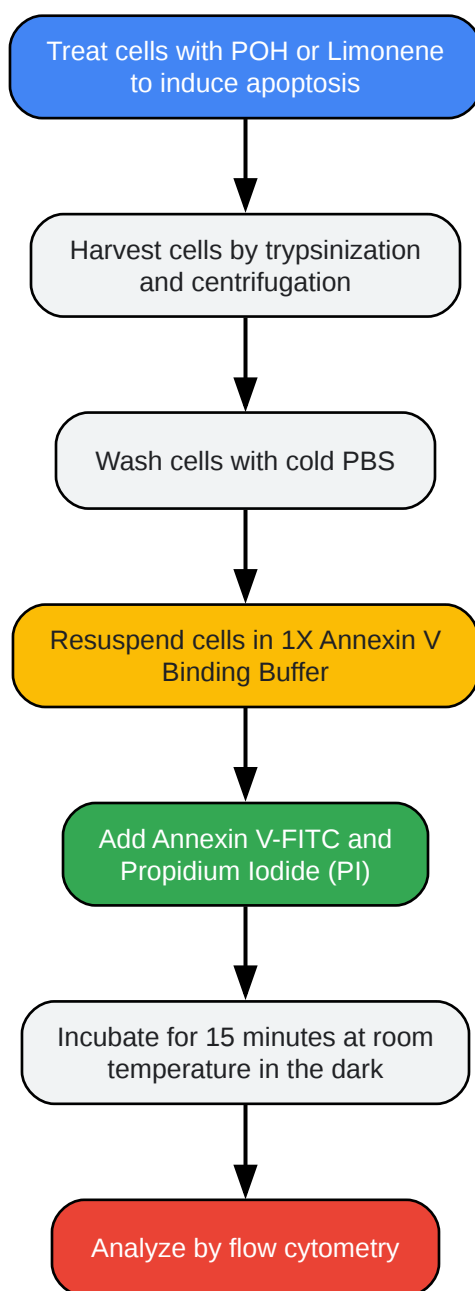 Treat cells with POH or Limonene
to induce apoptosis
Harvest cells by trypsinization
and centrifugation
Wash cells with cold PBS
Resuspend cells in 1X Annexin V
Binding Buffer
Add Annexin V-FITC and
Propidium Iodide (PI)
Incubate for 15 minutes at room
temperature in the dark
Analyze by flow cytometry